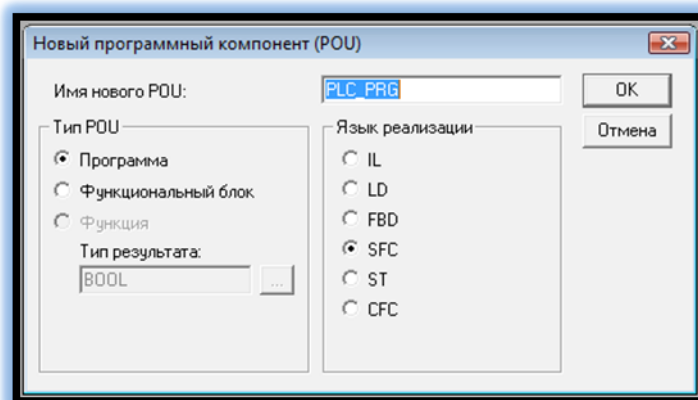 Новый программный компонент (POU)
Имя нового POU:
PLC_PRG
OK
Отмена
Тип POU
Программа
Функциональный блок
Функция
Тип результата:
BOOL
...
Язык реализации
IL
LD
FBD
SFC
ST
CFC